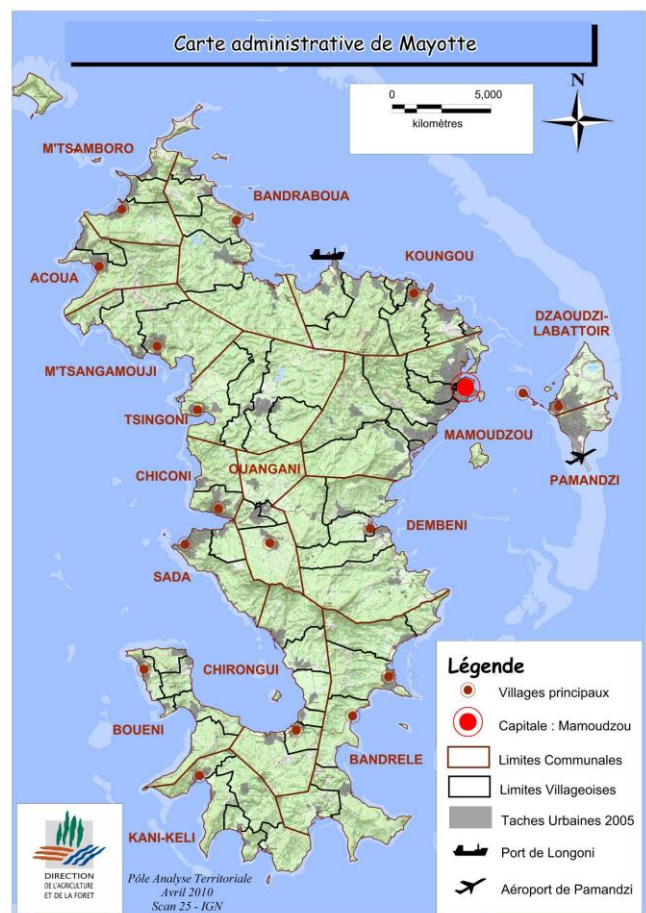 Carte administrative de Mayotte
0 5,000
kilomètres
N
M'TSAMBORO
BANDRABOUA
KOUNGOU
ACOUA
DZAOUDZI-
LABATTOIR
M'TSANGAMOUJI
TSINGONI
MAMOUDZOU
CHICONI
OUANGANI
PAMANDZI
DEMBENI
SADA
CHIRONGUI
BOUENI
BANDRELE
KANI-KELI
Légende
Villages principaux
Capitale : Mamoudzou
Limites Communales
Limites Villageoises
Taches Urbaines 2005
Port de Longoni
Aéroport de Pamandzi
DIRECTION
DE L'AGRICULTURE
ET DE LA FORET
Pôle Analyse Territoriale
Avril 2010
Scan 25 - IGN